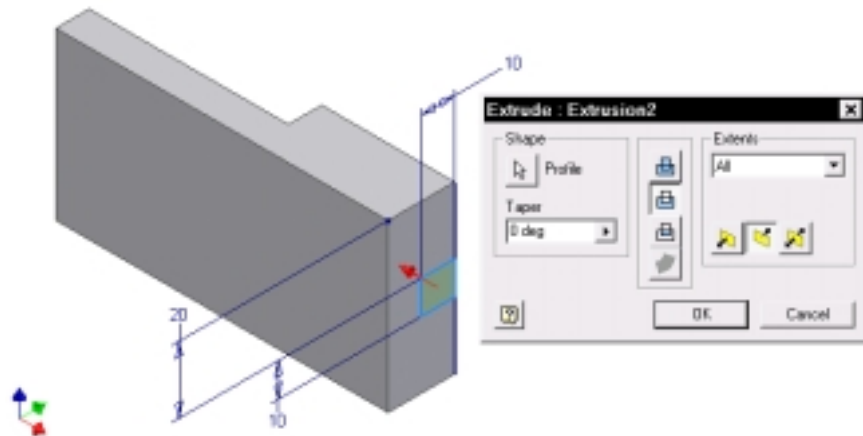 10
Extrude : Extrusion2
Shape
Extents
Profile
All
Taper
0 deg
20
10
OK
Cancel